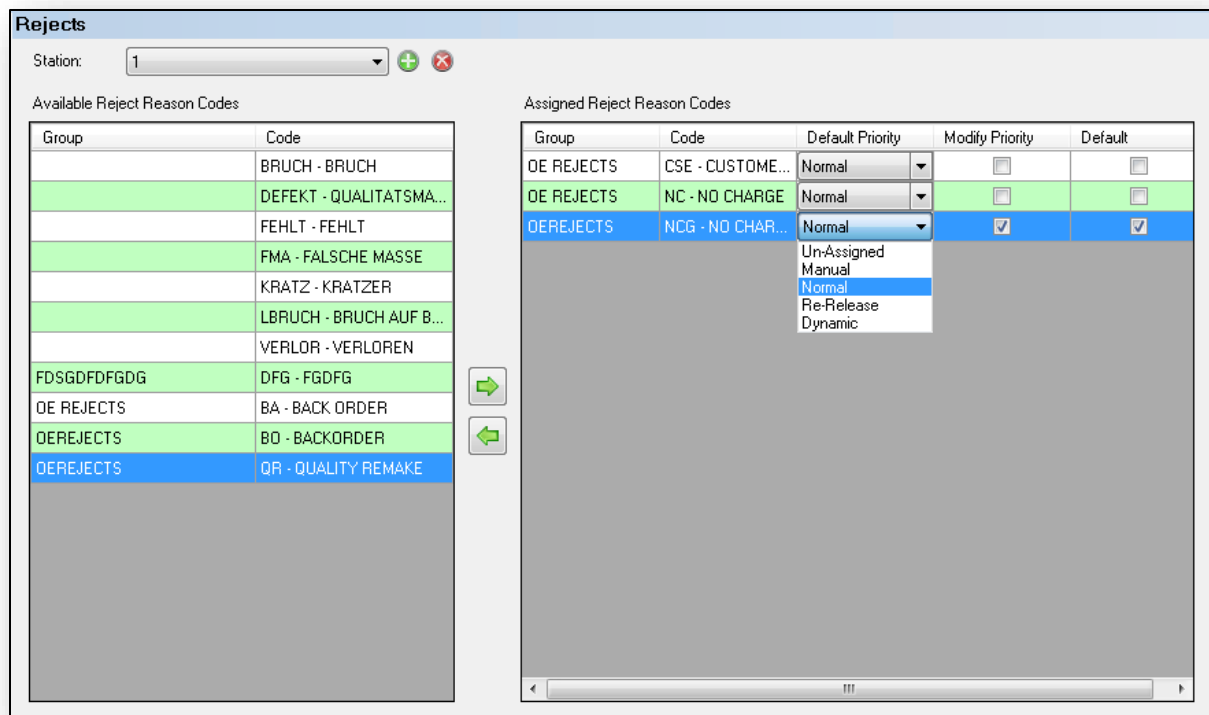 Rejects
Station: 1
Available Reject Reason Codes
Group Code
BRUCH - BRUCH
DEFEKT - QUALITATSMA...
FEHLT - FEHLT
FMA - FALSCHE MASSE
KRATZ - KRATZER
LBRUCH - BRUCH AUF B...
VERLOR - VERLOREN
FDSGDFDFGDG DFG - FGDFG
OE REJECTS BA - BACK ORDER
OEREJECTS BO - BACKORDER
OEREJECTS QR - QUALITY REMAKE
Assigned Reject Reason Codes
Group Code Default Priority Modify Priority Default
OE REJECTS CSE - CUSTOME... Normal
OE REJECTS NC - NO CHARGE Normal
OEREJECTS NCG - NO CHAR... Normal
Un-Assigned
Manual
Normal
Re-Release
Dynamic